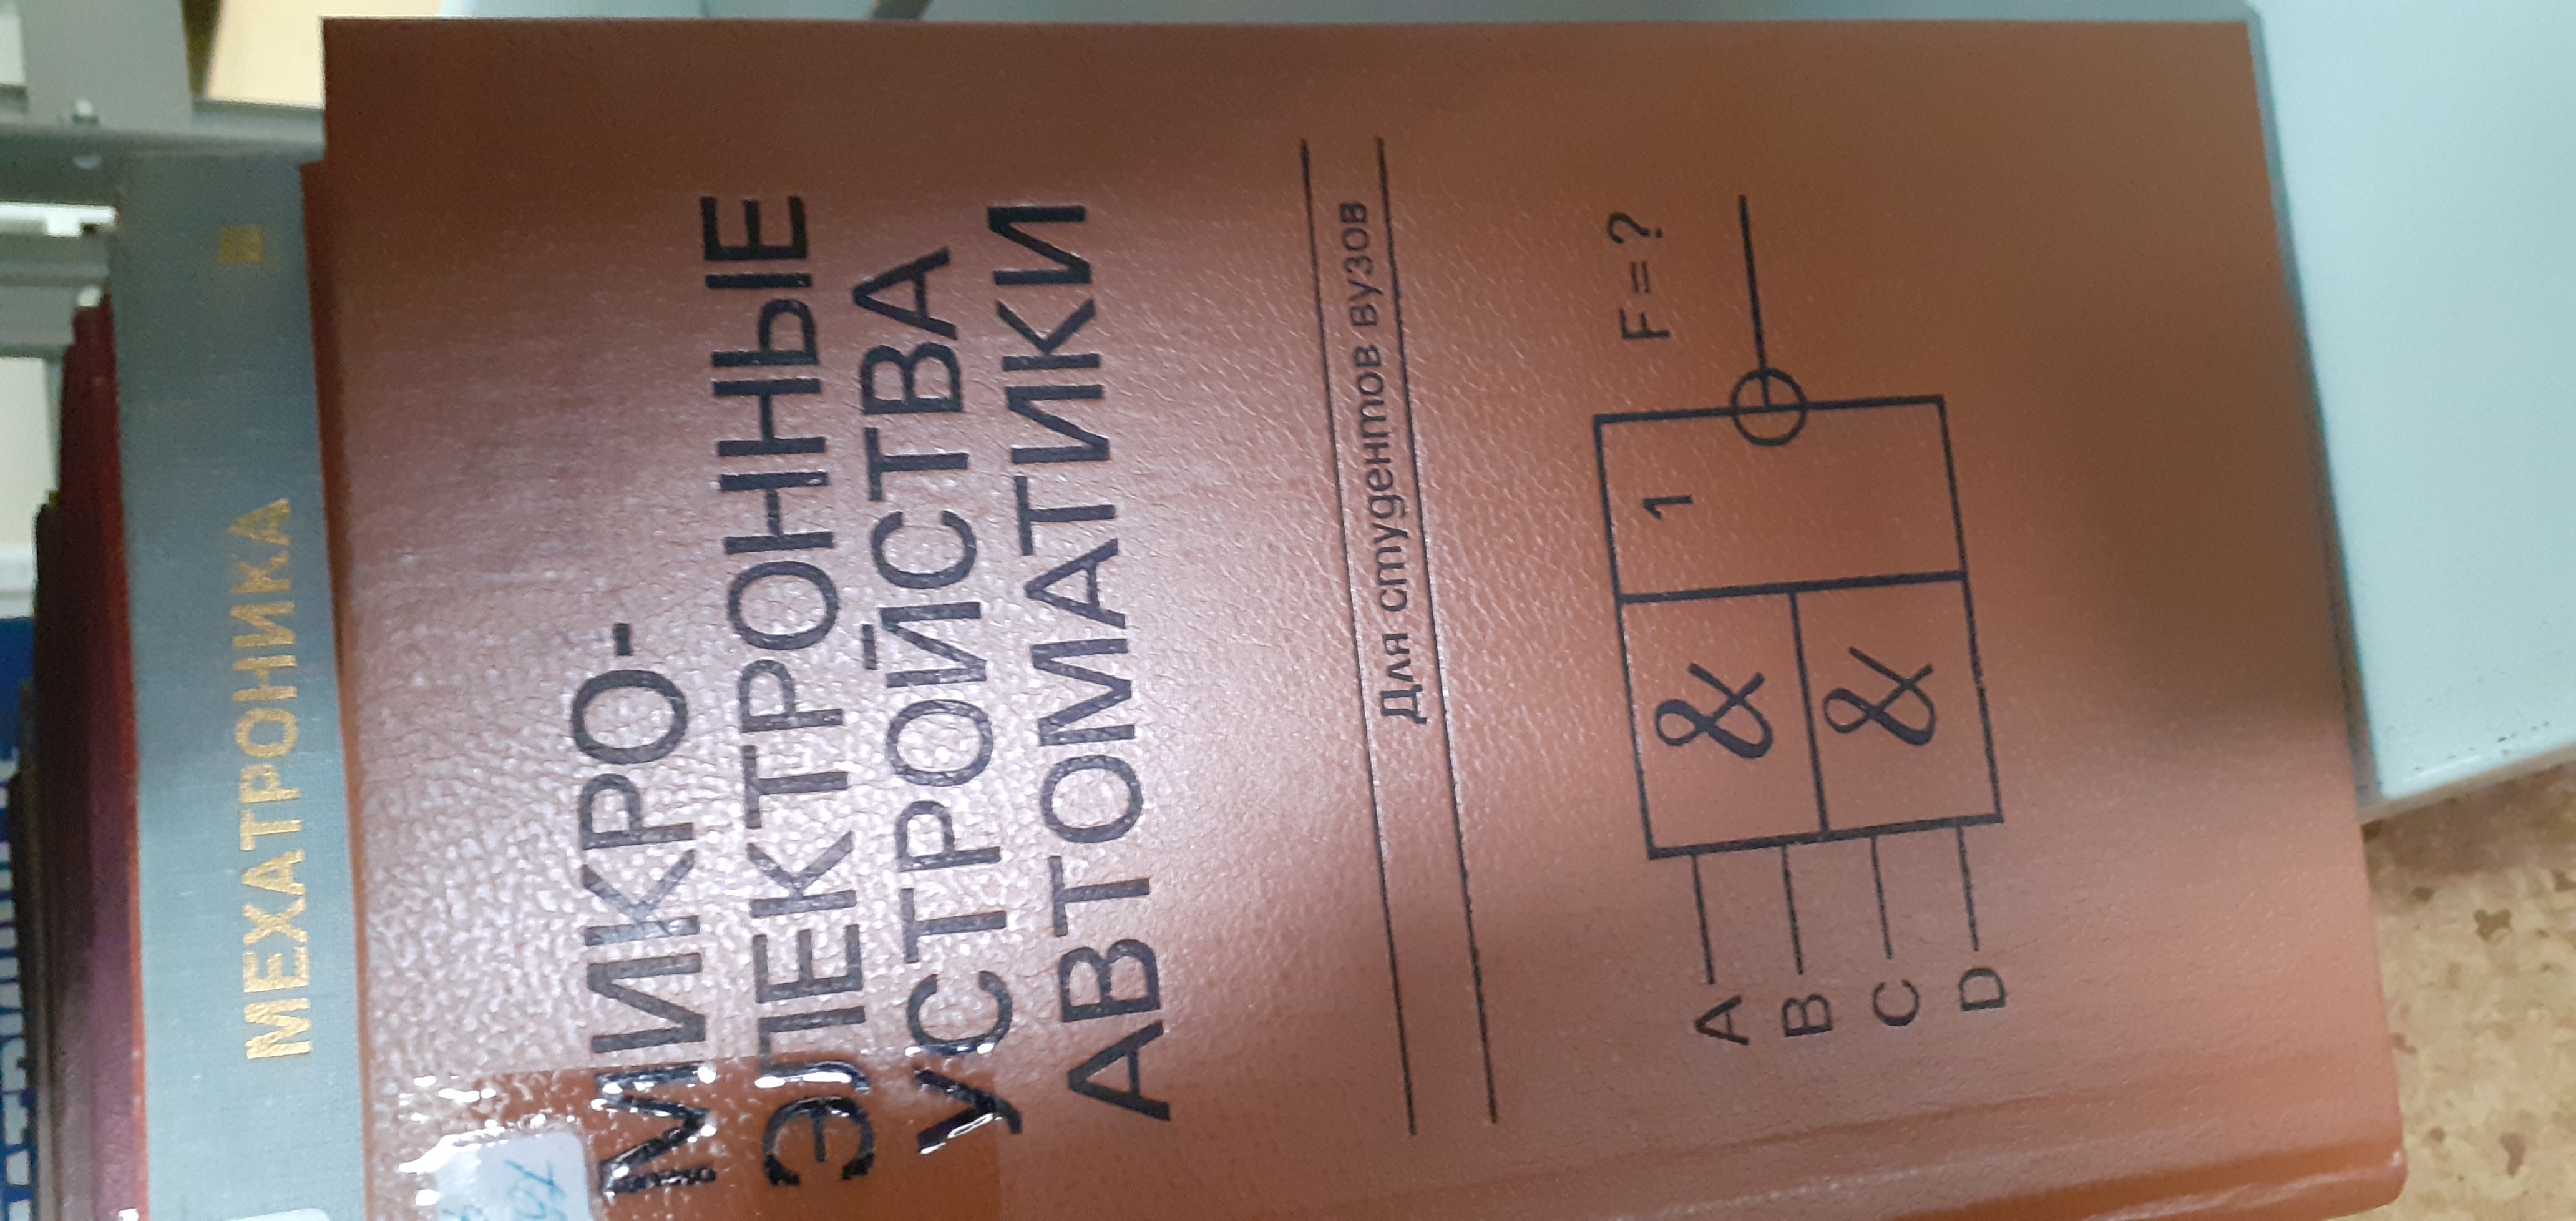 МИКРО-
ЭЛЕКТРОННЫЕ
УСТРОЙСТВА
АВТОМАТИКИ
Для студентов вузов
F = ?
& 1
&
A
B
C
D
МЕХАТРОНИКА